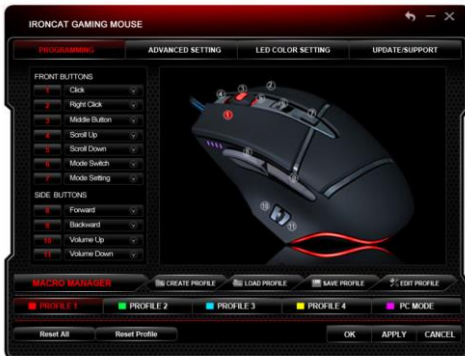 IRONCAT GAMING MOUSE
PROGRAMMING ADVANCED SETTING LED COLOR SETTING UPDATE/SUPPORT
FRONT BUTTONS
1 Click
2 Right Click
3 Middle Button
4 Scroll Up
5 Scroll Down
6 Mode Switch
7 Mode Setting
SIDE BUTTONS
8 Forward
9 Backward
10 Volume Up
11 Volume Down
MACRO MANAGER CREATE PROFILE LOAD PROFILE SAVE PROFILE EDIT PROFILE
PROFILE 1 PROFILE 2 PROFILE 3 PROFILE 4 PC MODE
Reset All Reset Profile OK APPLY CANCEL